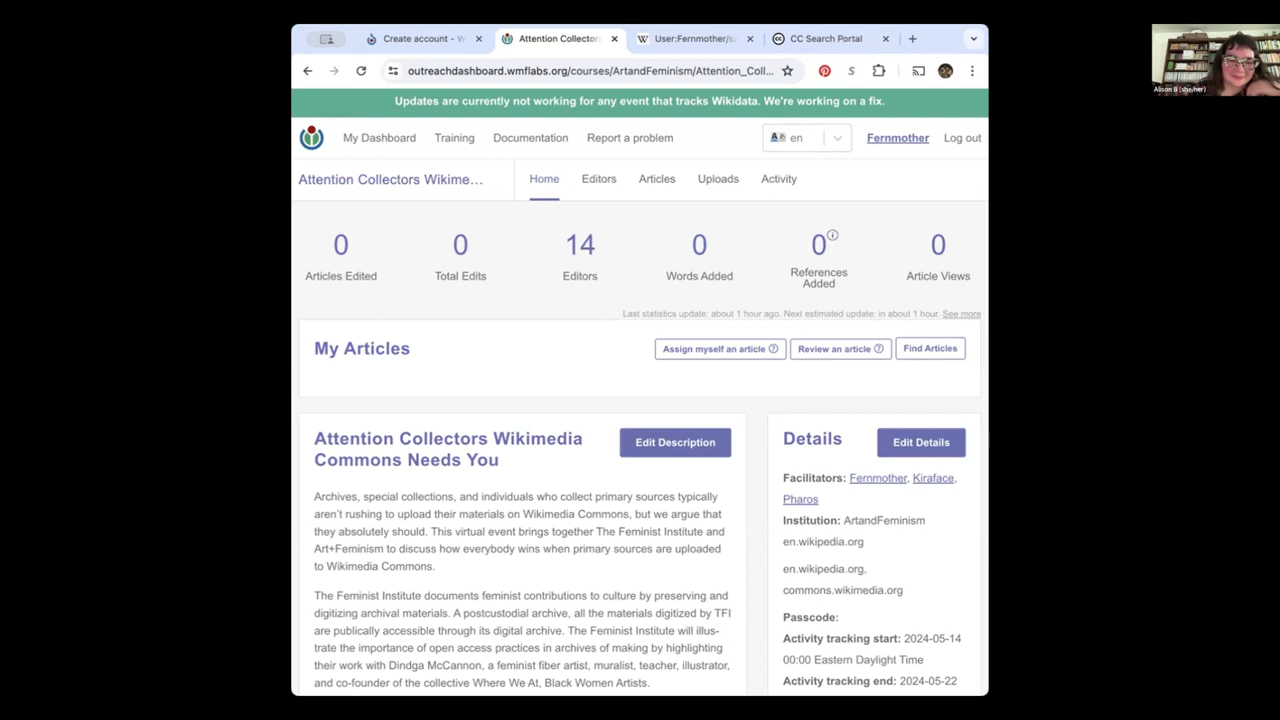 Create account - W
Attention Collectors
User:Fernmother/sa
CC Search Portal
outreachdashboard.wmflabs.org/courses/ArtandFeminism/Attention_Coll...
Updates are currently not working for any event that tracks Wikidata. We're working on a fix.
My Dashboard Training Documentation Report a problem en Fernmother Log out
Attention Collectors Wikime... Home Editors Articles Uploads Activity
0 0 14 0 0 0
Articles Edited Total Edits Editors Words Added References Added Article Views
Last statistics update: about 1 hour ago. Next estimated update: in about 1 hour. See more
My Articles Assign myself an article Review an article Find Articles
Attention Collectors Wikimedia
Commons Needs You
Edit Description
Archives, special collections, and individuals who collect primary sources typically
aren't rushing to upload their materials on Wikimedia Commons, but we argue that
they absolutely should. This virtual event brings together The Feminist Institute and
Art+Feminism to discuss how everybody wins when primary sources are uploaded
to Wikimedia Commons.
The Feminist Institute documents feminist contributions to culture by preserving and
digitizing archival materials. A postcustodial archive, all the materials digitized by TFI
are publically accessible through its digital archive. The Feminist Institute will illus-
trate the importance of open access practices in archives of making by highlighting
their work with Dindga McCannon, a feminist fiber artist, muralist, teacher, illustrator,
and co-founder of the collective Where We At, Black Women Artists.
Details
Edit Details
Facilitators: Fernmother, Kiraface,
Pharos
Institution: ArtandFeminism
en.wikipedia.org
en.wikipedia.org,
commons.wikimedia.org
Passcode:
Activity tracking start: 2024-05-14
00:00 Eastern Daylight Time
Activity tracking end: 2024-05-22
Alison B (she/her)